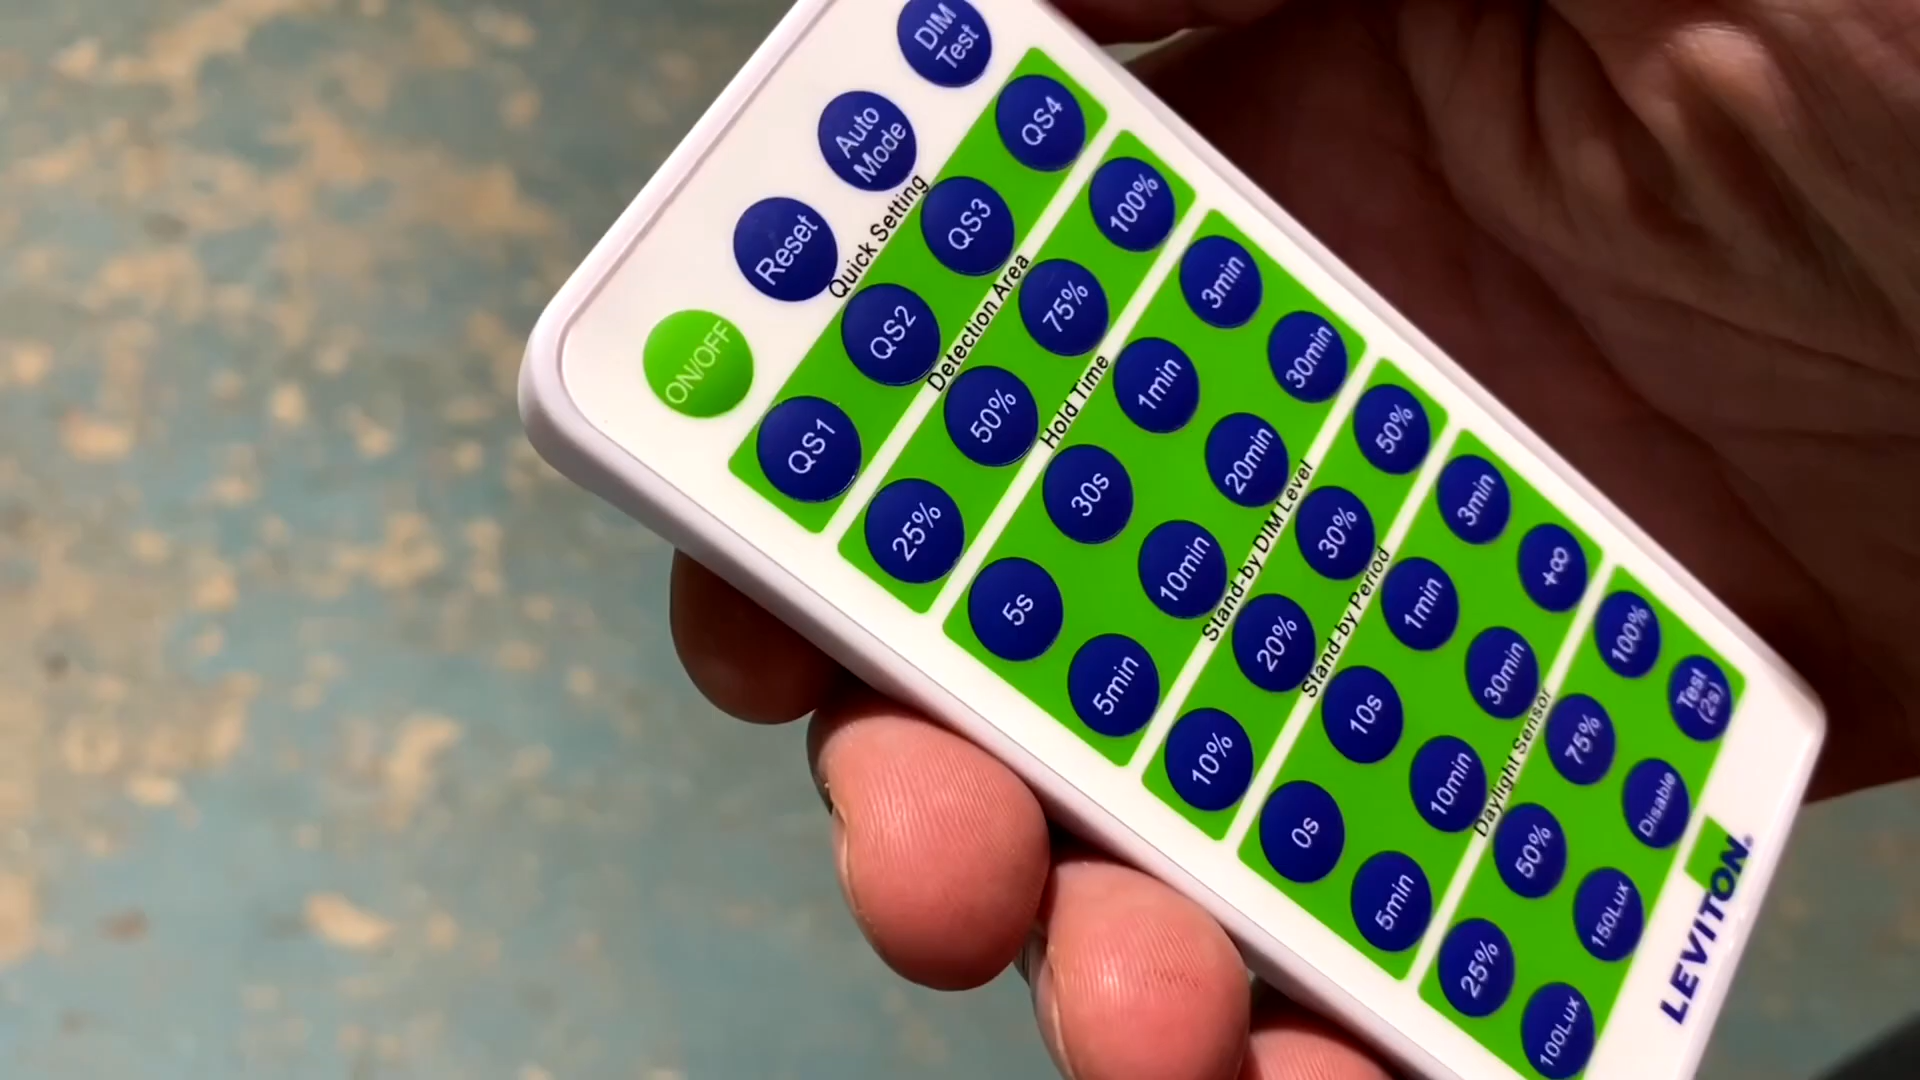 ON/OFF
Reset
Auto
Mode
DIM
Test
Quick Setting
QS1
QS2
QS3
QS4
Detection Area
25%
50%
75%
100%
Hold Time
5s
30s
1min
3min
5min
10min
20min
30min
Stand-by DIM Level
10%
20%
30%
50%
Stand-by Period
0s
10s
1min
3min
5min
10min
30min
+∞
Daylight Sensor
25%
50%
75%
100%
100Lux
150Lux
Disable
Test
(2s)
LEVITON®